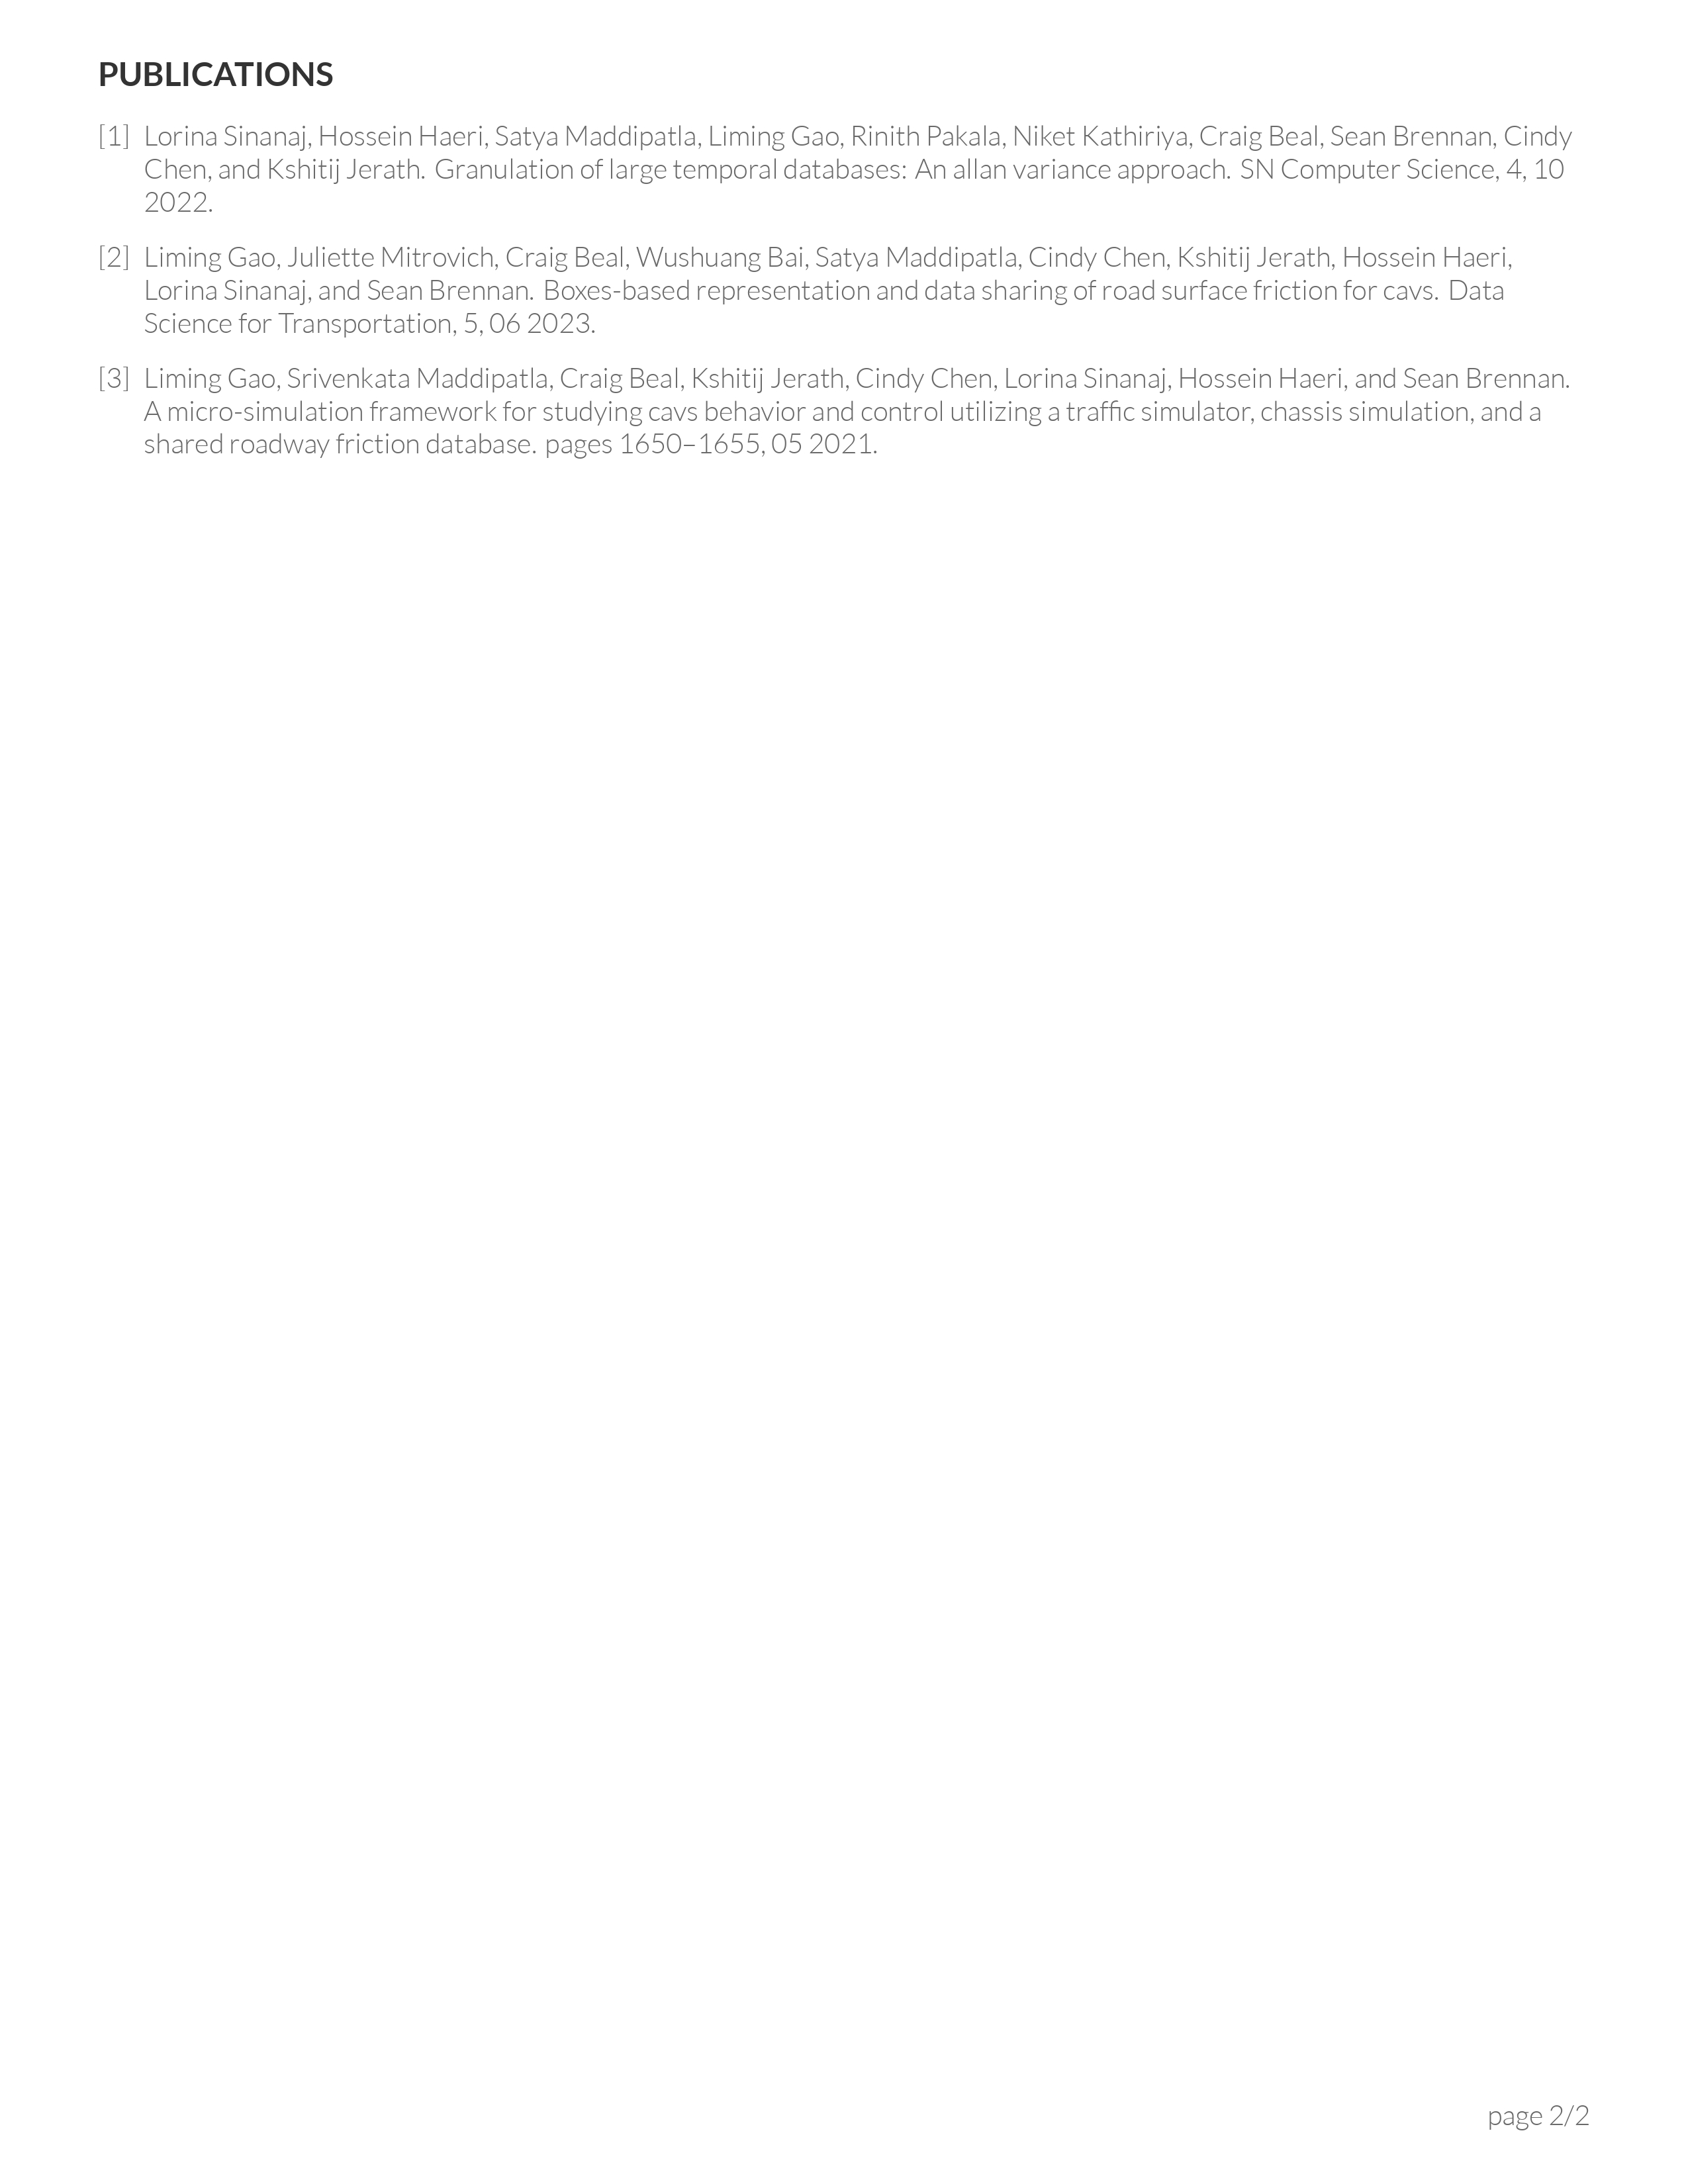 PUBLICATIONS
[1] Lorina Sinanaj, Hossein Haeri, Satya Maddipatla, Liming Gao, Rinith Pakala, Niket Kathiriya, Craig Beal, Sean Brennan, Cindy
Chen, and Kshitij Jerath. Granulation of large temporal databases: An allan variance approach. SN Computer Science, 4, 10
2022.
[2] Liming Gao, Juliette Mitrovich, Craig Beal, Wushuang Bai, Satya Maddipatla, Cindy Chen, Kshitij Jerath, Hossein Haeri,
Lorina Sinanaj, and Sean Brennan. Boxes-based representation and data sharing of road surface friction for cavs. Data
Science for Transportation, 5, 06 2023.
[3] Liming Gao, Srivenkata Maddipatla, Craig Beal, Kshitij Jerath, Cindy Chen, Lorina Sinanaj, Hossein Haeri, and Sean Brennan.
A micro-simulation framework for studying cavs behavior and control utilizing a traffic simulator, chassis simulation, and a
shared roadway friction database. pages 1650–1655, 05 2021.
page 2/2